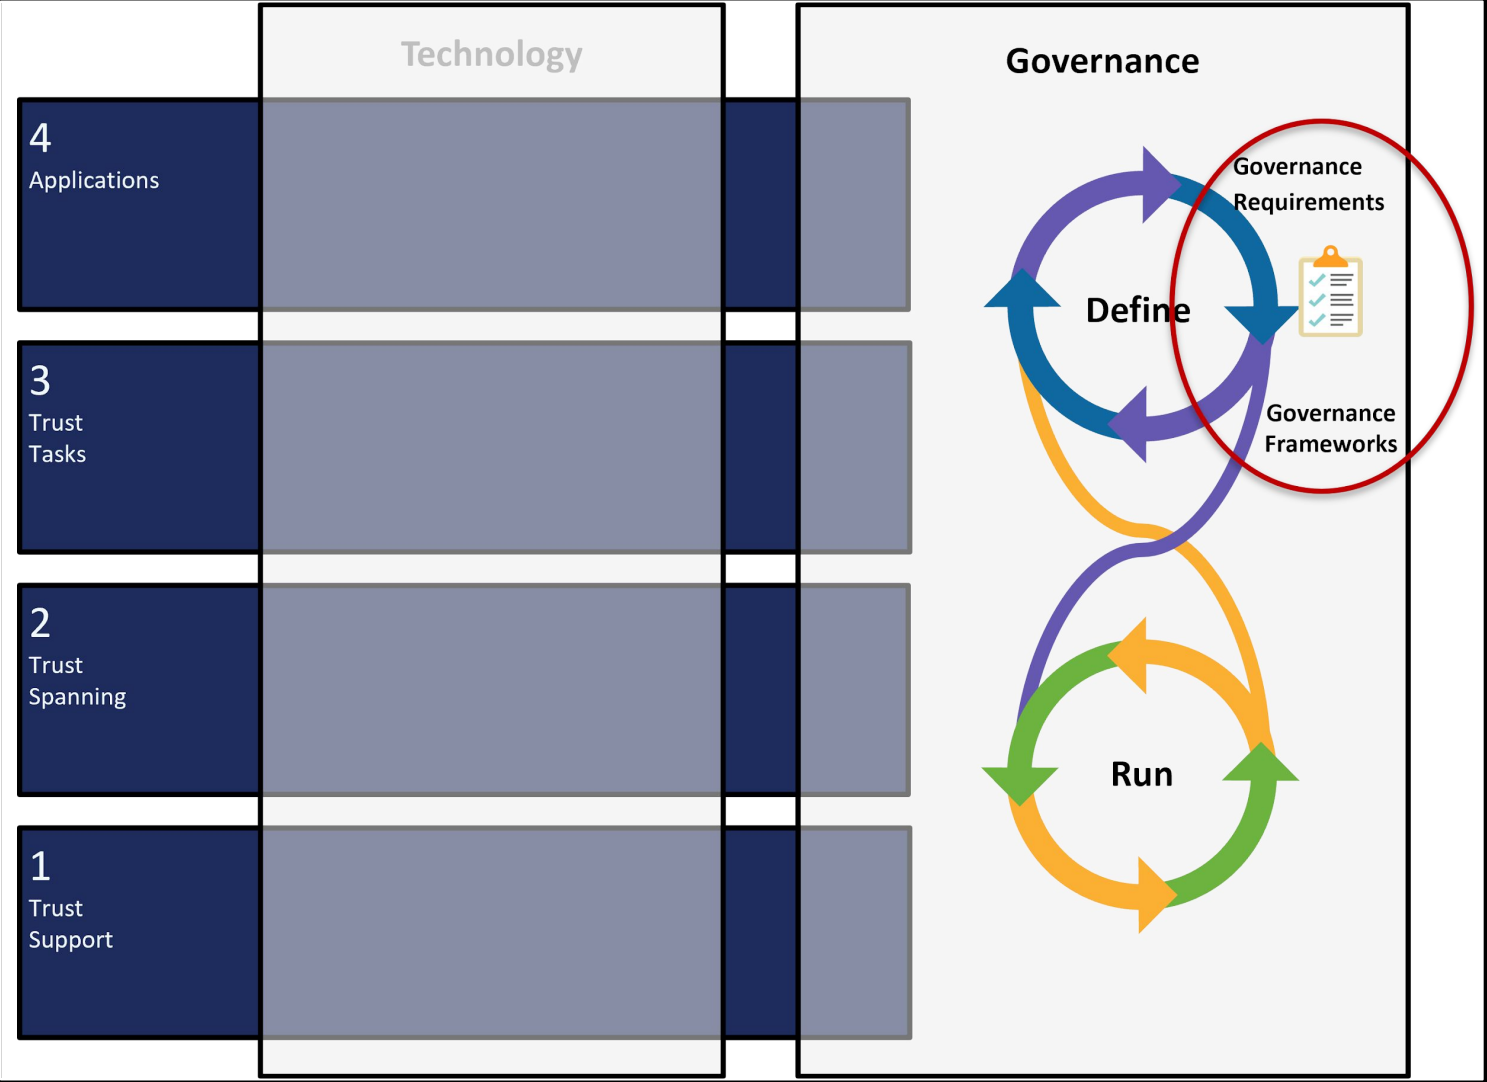 Technology
Governance
4
Applications
3
Trust
Tasks
2
Trust
Spanning
1
Trust
Support
Governance
Requirements
Define
Governance
Frameworks
Run